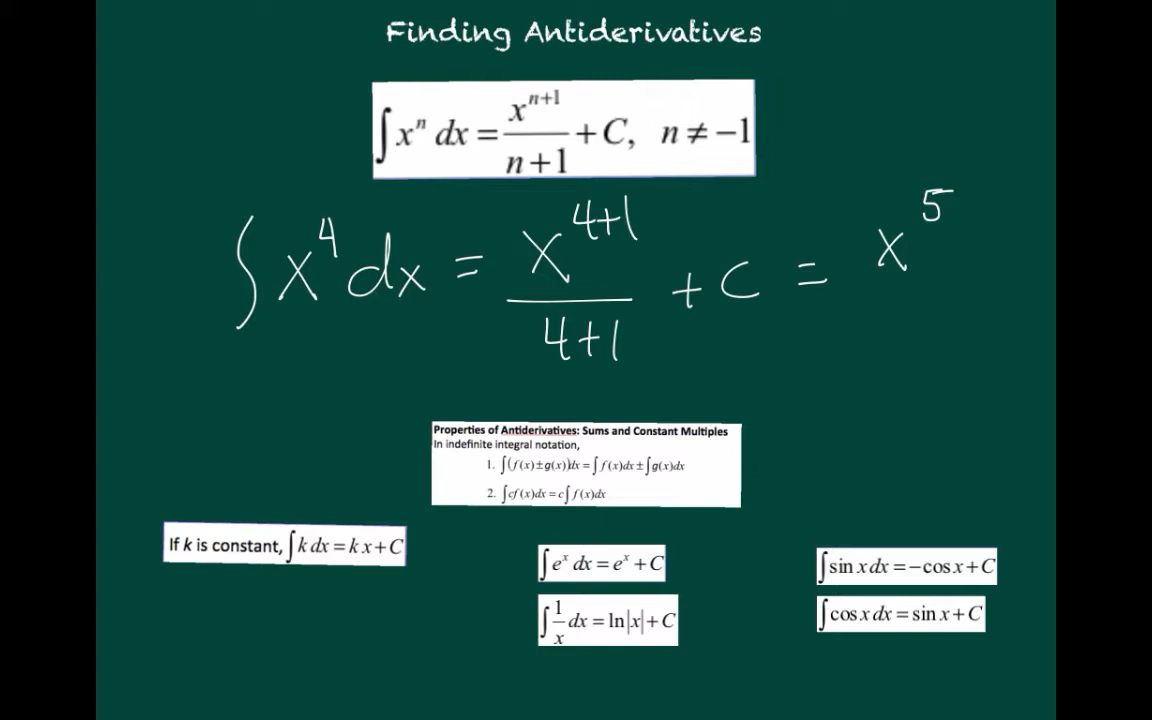 Finding Antiderivatives
∫xⁿ dx = xⁿ⁺¹/(n+1) + C, n ≠ −1
∫x⁴dx = x⁴⁺¹/(4+1) + C = x⁵
Properties of Antiderivatives: Sums and Constant Multiples
In indefinite integral notation,
1. ∫(f(x)±g(x))dx = ∫f(x)dx ± ∫g(x)dx
2. ∫cf(x)dx = c∫f(x)dx
If k is constant, ∫k dx = kx + C
∫eˣ dx = eˣ + C
∫1/x dx = ln|x| + C
∫sin x dx = −cos x + C
∫cos x dx = sin x + C